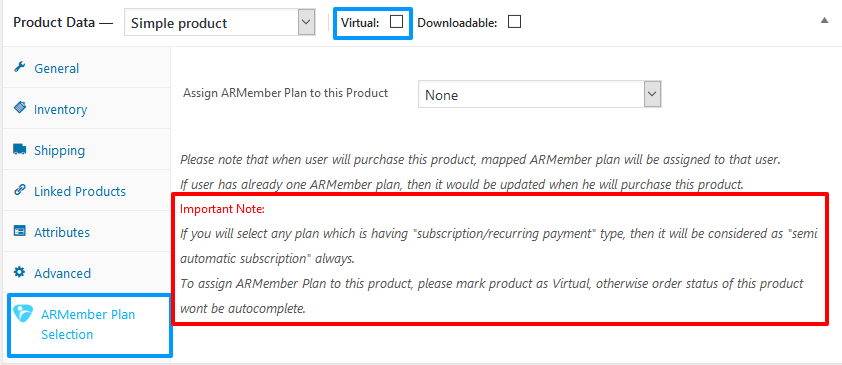 Product Data — Simple product Virtual: Downloadable:
General
Inventory
Shipping
Linked Products
Attributes
Advanced
ARMember Plan
Selection
Assign ARMember Plan to this Product None
Please note that when user will purchase this product, mapped ARMember plan will be assigned to that user.
If user has already one ARMember plan, then it would be updated when he will purchase this product.
Important Note:
If you will select any plan which is having "subscription/recurring payment" type, then it will be considered as "semi
automatic subscription" always.
To assign ARMember Plan to this product, please mark product as Virtual, otherwise order status of this product
wont be autocomplete.